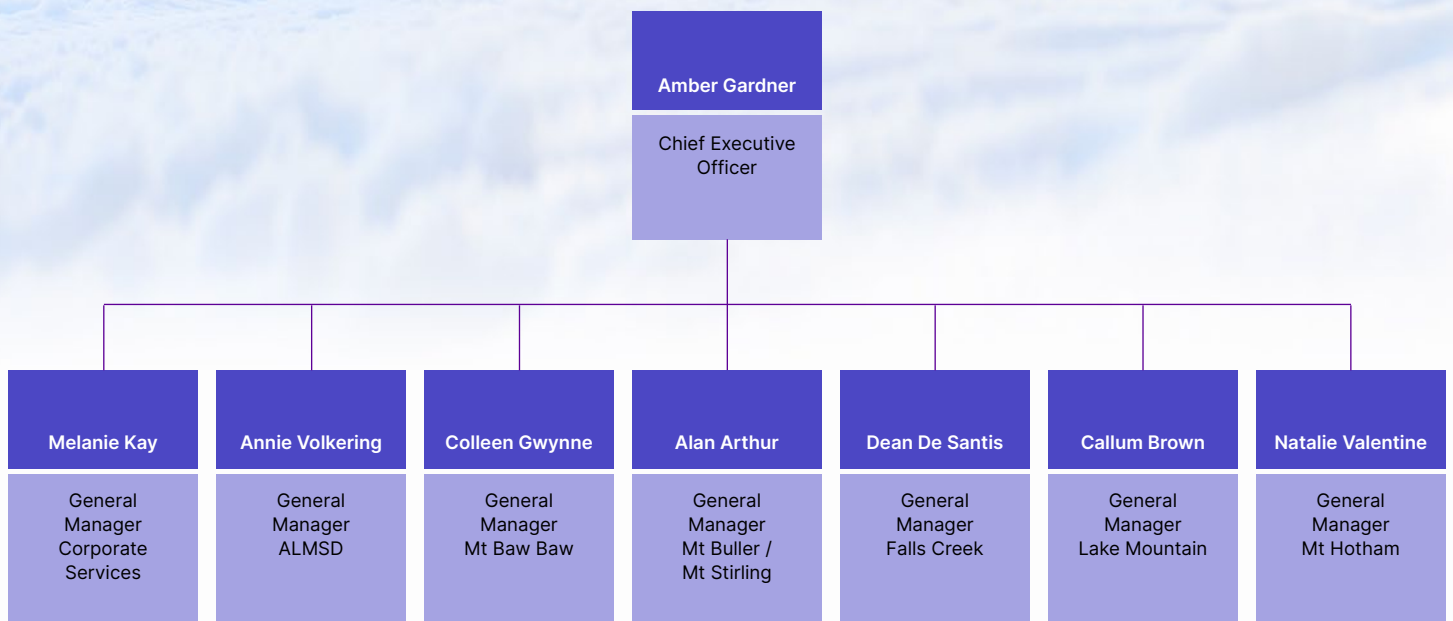 Amber Gardner
Chief Executive
Officer
Melanie Kay
General
Manager
Corporate
Services
Annie Volkering
General
Manager
ALMSD
Colleen Gwynne
General
Manager
Mt Baw Baw
Alan Arthur
General
Manager
Mt Buller /
Mt Stirling
Dean De Santis
General
Manager
Falls Creek
Callum Brown
General
Manager
Lake Mountain
Natalie Valentine
General
Manager
Mt Hotham